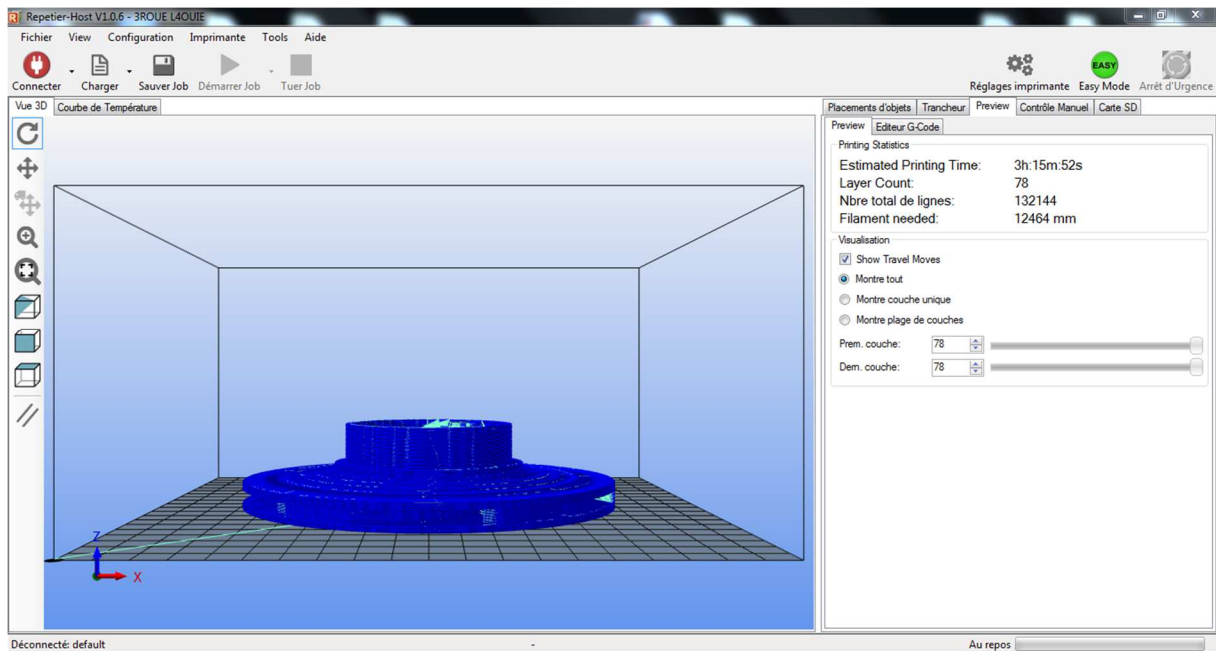 Repetier-Host V1.0.6 - 3ROUE L4OUIE
Fichier View Configuration Imprimante Tools Aide
Connecter Charger Sauver Job Démarrer Job Tuer Job Réglages imprimante EASY Easy Mode Arrêt d'Urgence
Vue 3D Courbe de Température
Placements d'objets Trancheur Preview Contrôle Manuel Carte SD
Preview Editeur G-Code
Printing Statistics
Estimated Printing Time: 3h:15m:52s
Layer Count: 78
Nbre total de lignes: 132144
Filament needed: 12464 mm
Visualisation
Show Travel Moves
Montre tout
Montre couche unique
Montre plage de couches
Prem. couche: 78
Dern. couche: 78
Z
X
Déconnecté: default - Au repos